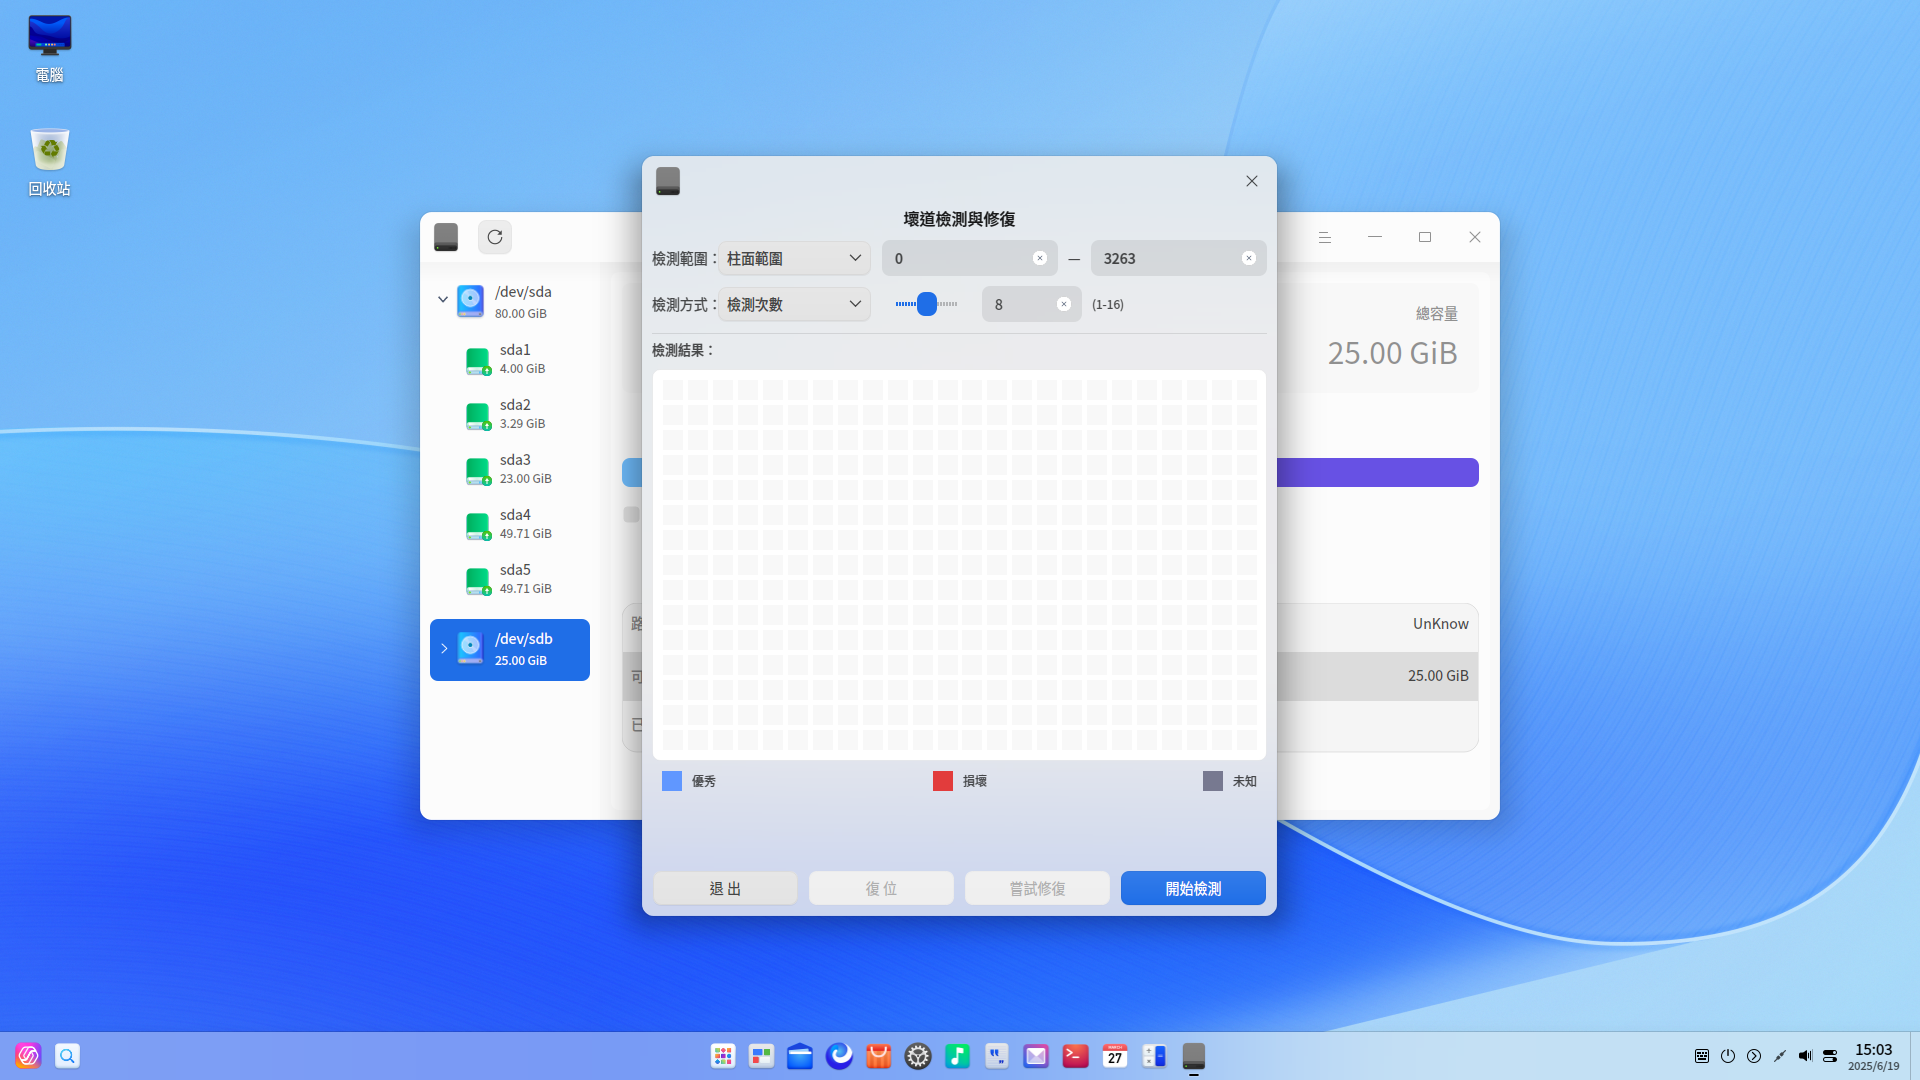 電腦
回收站
/dev/sda
80.00 GiB
sda1
4.00 GiB
sda2
3.29 GiB
sda3
23.00 GiB
sda4
49.71 GiB
sda5
49.71 GiB
/dev/sdb
25.00 GiB
總容量
25.00 GiB
路
UnKnow
可
25.00 GiB
已
壞道檢測與修復
檢測範圍： 柱面範圍 0 — 3263
檢測方式： 檢測次數 8 (1-16)
檢測結果：
優秀 損壞 未知
退 出 復 位 嘗試修復 開始檢測
MARCH
27
15:03
2025/6/19